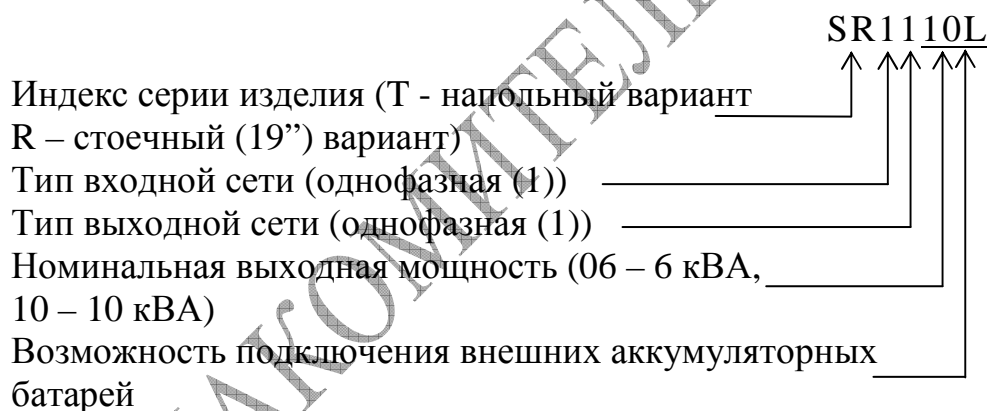 SR1110L
Индекс серии изделия (Т - напольный вариант
R – стоечный (19”) вариант)
Тип входной сети (однофазная (1))
Тип выходной сети (однофазная (1))
Номинальная выходная мощность (06 – 6 кВА,
10 – 10 кВА)
Возможность подключения внешних аккумуляторных
батарей